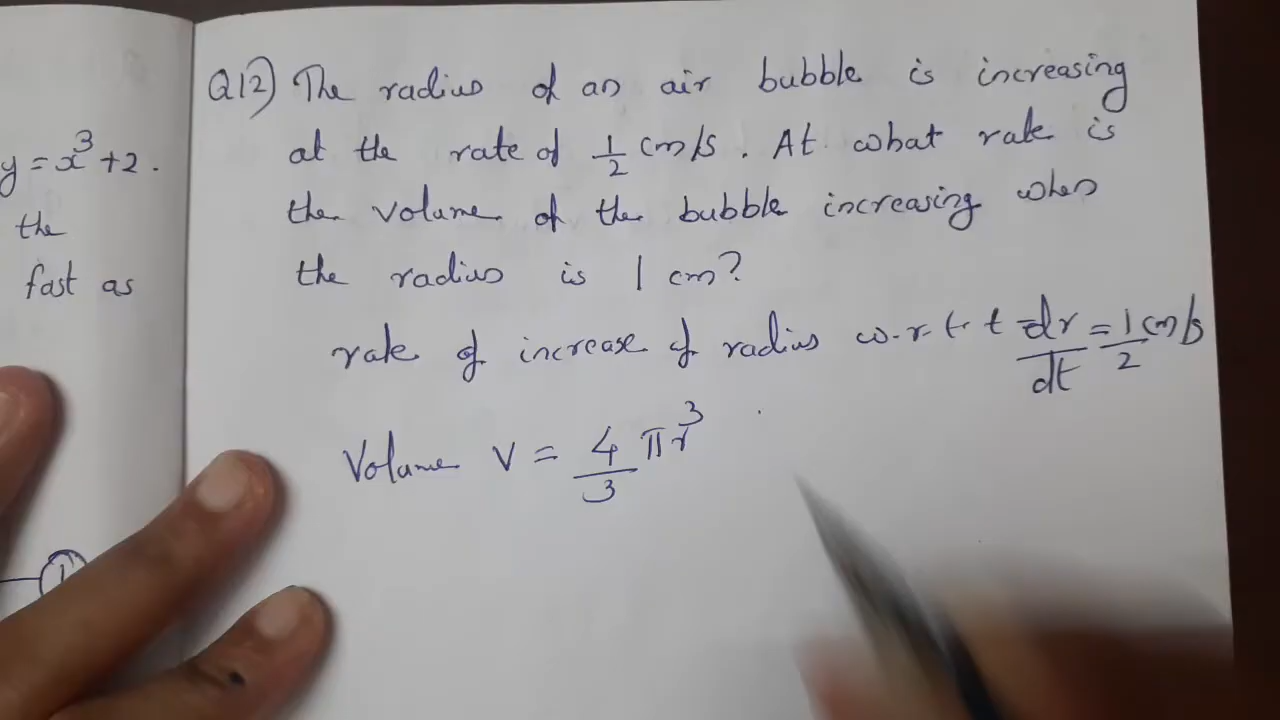 y = x³ + 2.
the
fast as
1
Q12) The radius of an air bubble is increasing
at the rate of 1/2 cm/s. At what rate is
the volume of the bubble increasing when
the radius is 1 cm?
rate of increase of radius w.r.t. t = dr/dt = 1/2 cm/s
Volume V = 4/3 πr³